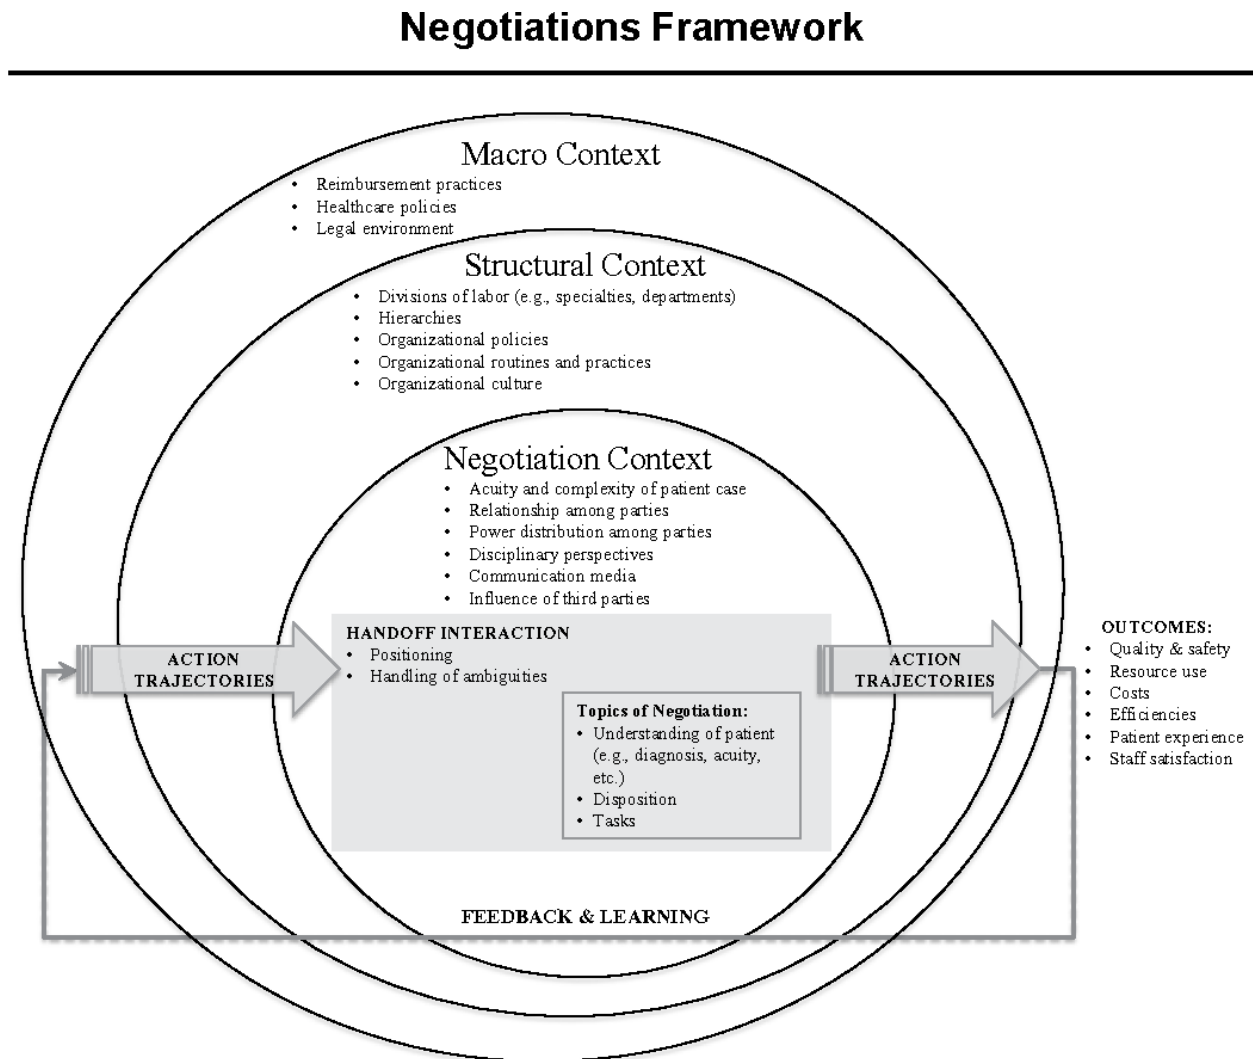 Negotiations Framework
Macro Context
• Reimbursement practices
• Healthcare policies
• Legal environment
Structural Context
• Divisions of labor (e.g., specialties, departments)
• Hierarchies
• Organizational policies
• Organizational routines and practices
• Organizational culture
Negotiation Context
• Acuity and complexity of patient case
• Relationship among parties
• Power distribution among parties
• Disciplinary perspectives
• Communication media
• Influence of third parties
ACTION
TRAJECTORIES
HANDOFF INTERACTION
• Positioning
• Handling of ambiguities
Topics of Negotiation:
• Understanding of patient
(e.g., diagnosis, acuity,
etc.)
• Disposition
• Tasks
ACTION
TRAJECTORIES
OUTCOMES:
• Quality & safety
• Resource use
• Costs
• Efficiencies
• Patient experience
• Staff satisfaction
FEEDBACK & LEARNING